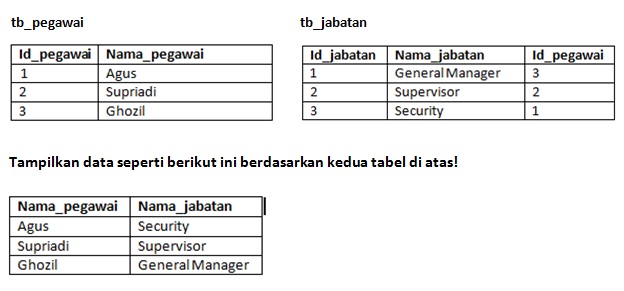 tb_pegawai
Id_pegawai Nama_pegawai
1 Agus
2 Supriadi
3 Ghozil
tb_jabatan
Id_jabatan Nama_jabatan Id_pegawai
1 General Manager 3
2 Supervisor 2
3 Security 1
Tampilkan data seperti berikut ini berdasarkan kedua tabel di atas!
Nama_pegawai Nama_jabatan
Agus Security
Supriadi Supervisor
Ghozil General Manager